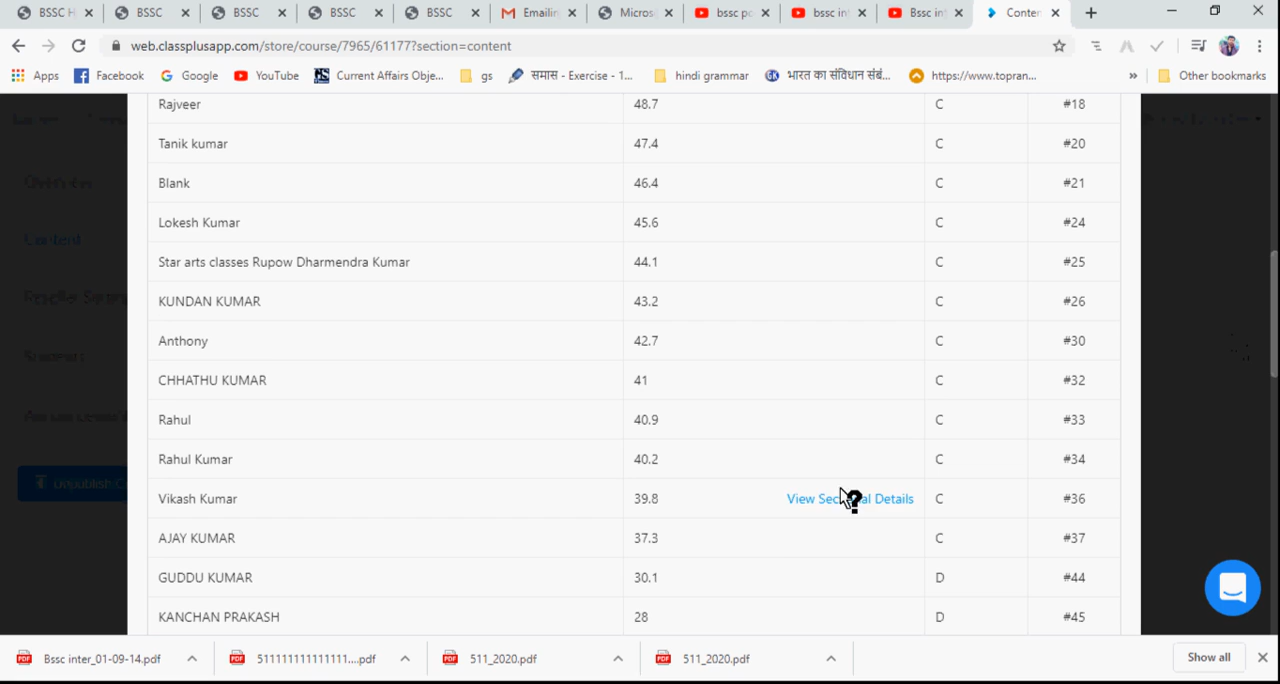 BSSC H
BSSC
BSSC
BSSC
BSSC
Emailin
Micros
bssc po
bssc int
Bssc int
Conten
web.classplusapp.com/store/course/7965/61177?section=content
Apps
Facebook
Google
YouTube
Current Affairs Obje...
gs
समास - Exercise - 1...
hindi grammar
भारत का संविधान संबं...
https://www.topran...
»
Other bookmarks
Rajveer 48.7 C #18
Tanik kumar 47.4 C #20
Blank 46.4 C #21
Lokesh Kumar 45.6 C #24
Star arts classes Rupow Dharmendra Kumar 44.1 C #25
KUNDAN KUMAR 43.2 C #26
Anthony 42.7 C #30
CHHATHU KUMAR 41 C #32
Rahul 40.9 C #33
Rahul Kumar 40.2 C #34
Vikash Kumar 39.8 View Details C #36
AJAY KUMAR 37.3 C #37
GUDDU KUMAR 30.1 D #44
KANCHAN PRAKASH 28 D #45
Bssc inter_01-09-14.pdf
511111111111111....pdf
511_2020.pdf
511_2020.pdf
Show all